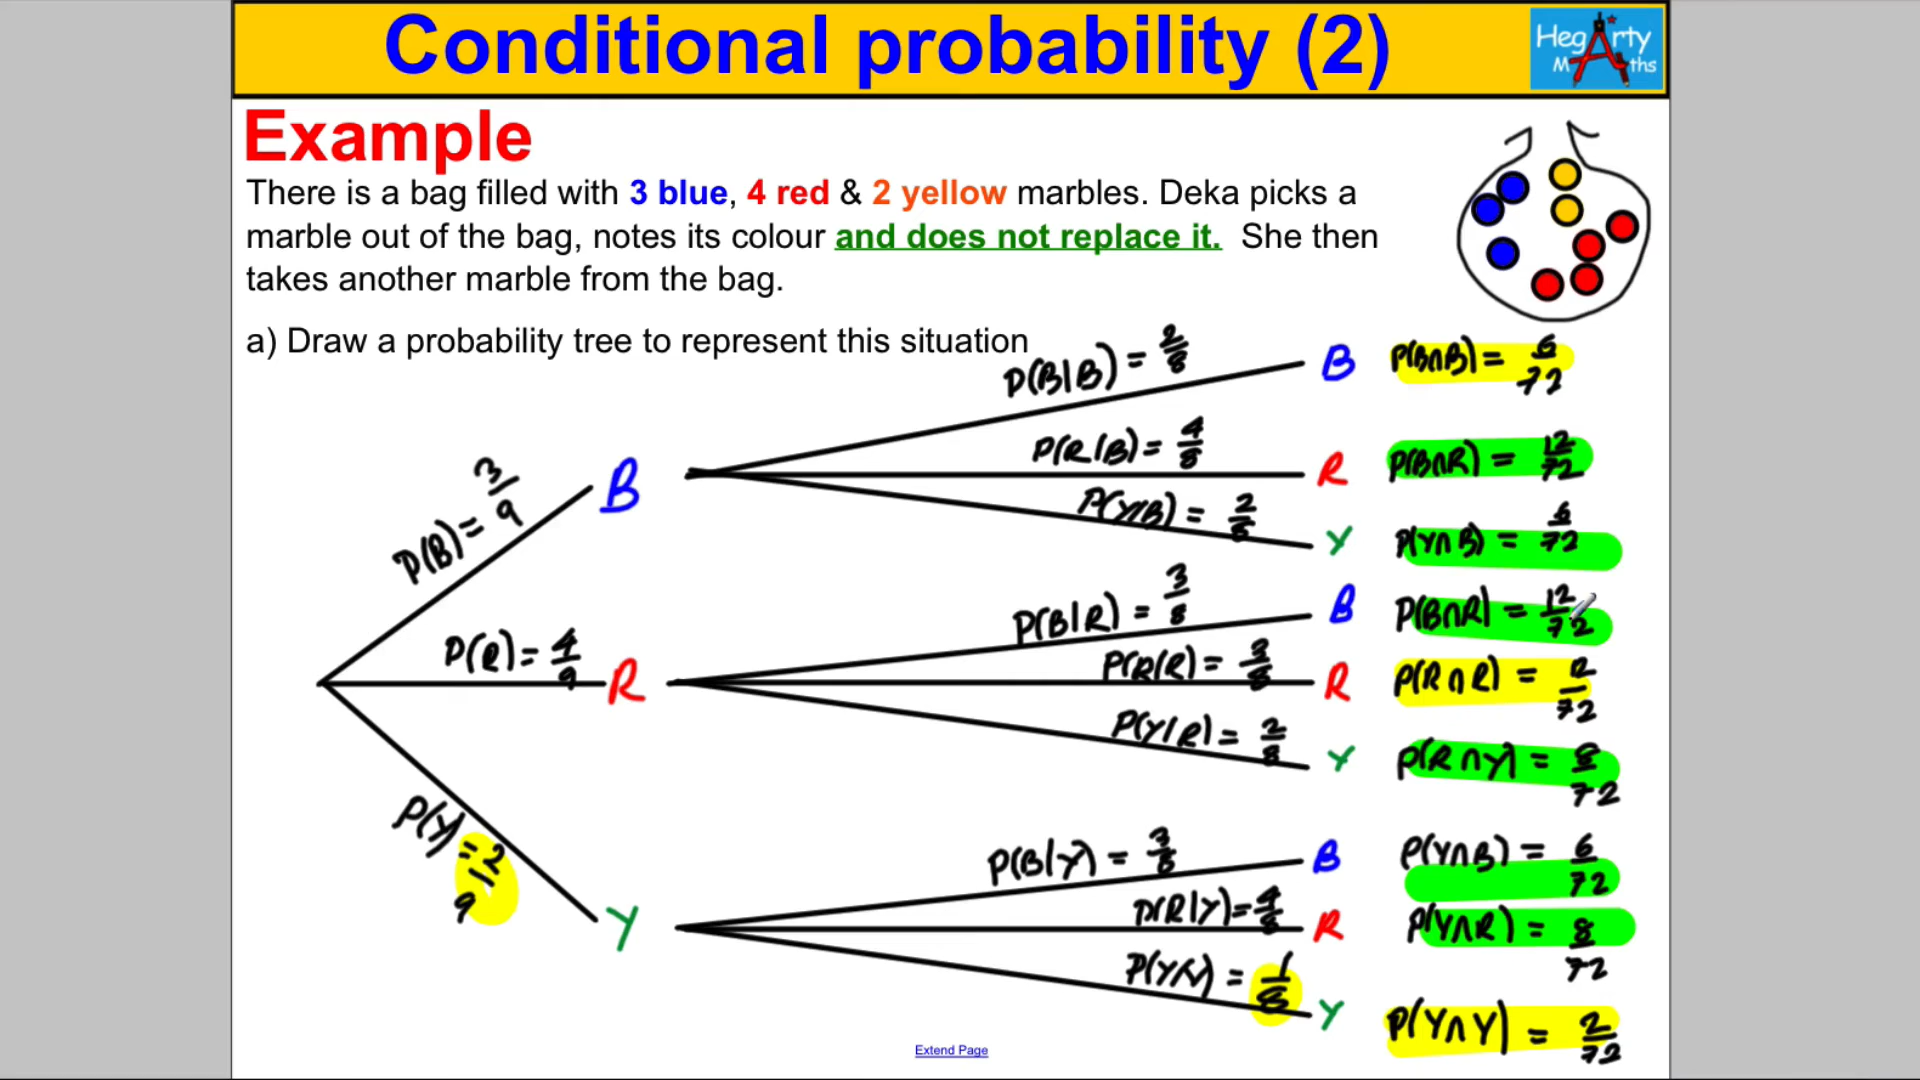 Conditional probability (2)
HegArty
Maths
Example
There is a bag filled with 3 blue, 4 red & 2 yellow marbles. Deka picks a
marble out of the bag, notes its colour and does not replace it. She then
takes another marble from the bag.
a) Draw a probability tree to represent this situation
P(B) = 3/9
B
P(R) = 4/9
R
P(Y) = 2/9
Y
P(B|B) = 2/8
B
P(B∩B) = 6/72
P(R|B) = 4/8
R
P(B∩R) = 12/72
P(Y|B) = 2/8
Y
P(Y∩B) = 6/72
P(B|R) = 3/8
B
P(B∩R) = 12/72
P(R|R) = 3/8
R
P(R∩R) = 12/72
P(Y|R) = 2/8
Y
P(R∩Y) = 8/72
P(B|Y) = 3/8
B
P(Y∩B) = 6/72
P(R|Y) = 4/8
R
P(Y∩R) = 8/72
P(Y|Y) = 1/8
Y
P(Y∩Y) = 2/72
Extend Page